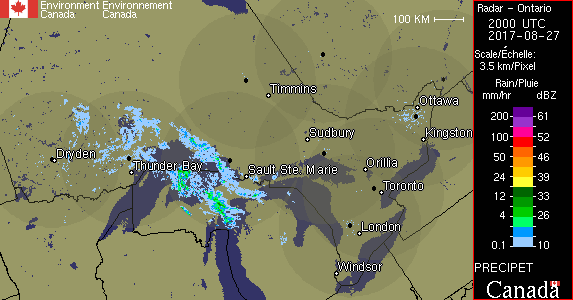 Environment Environnement
Canada Canada
100 KM
Radar - Ontario
2000 UTC
2017-08-27
Scale/Échelle:
3.5 km/Pixel
Rain/Pluie
mm/hr dBZ
200 61
100 52
50 46
24 39
12 33
4 26
0.1 10
PRECIPET
Canada
Timmins
Ottawa
Sudbury
Kingston
Dryden
Thunder Bay
Sault Ste. Marie
Orillia
Toronto
London
Windsor